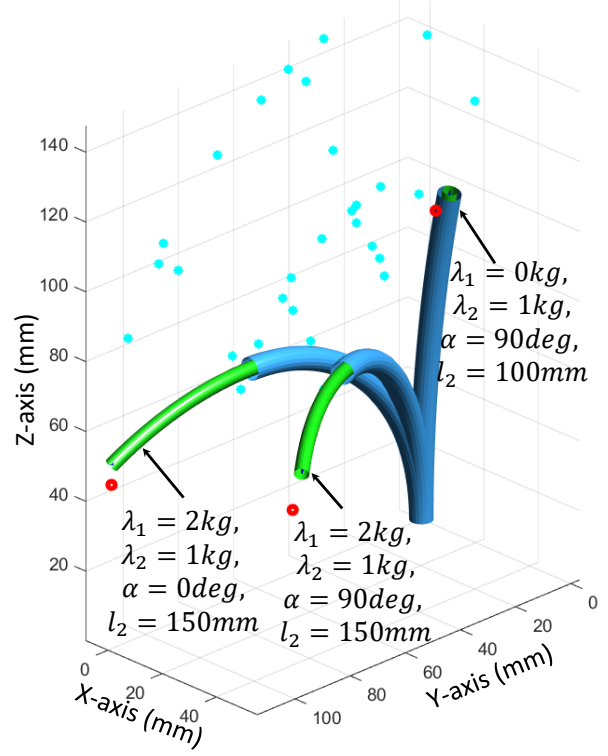 140
120
100
80
60
40
20
Z-axis (mm)
λ₁ = 0kg,
λ₂ = 1kg,
α = 90deg,
l₂ = 100mm
λ₁ = 2kg,
λ₂ = 1kg,
α = 0deg,
l₂ = 150mm
λ₁ = 2kg,
λ₂ = 1kg,
α = 90deg,
l₂ = 150mm
0
20
40
X-axis (mm)
100
80
60
40
20
0
Y-axis (mm)